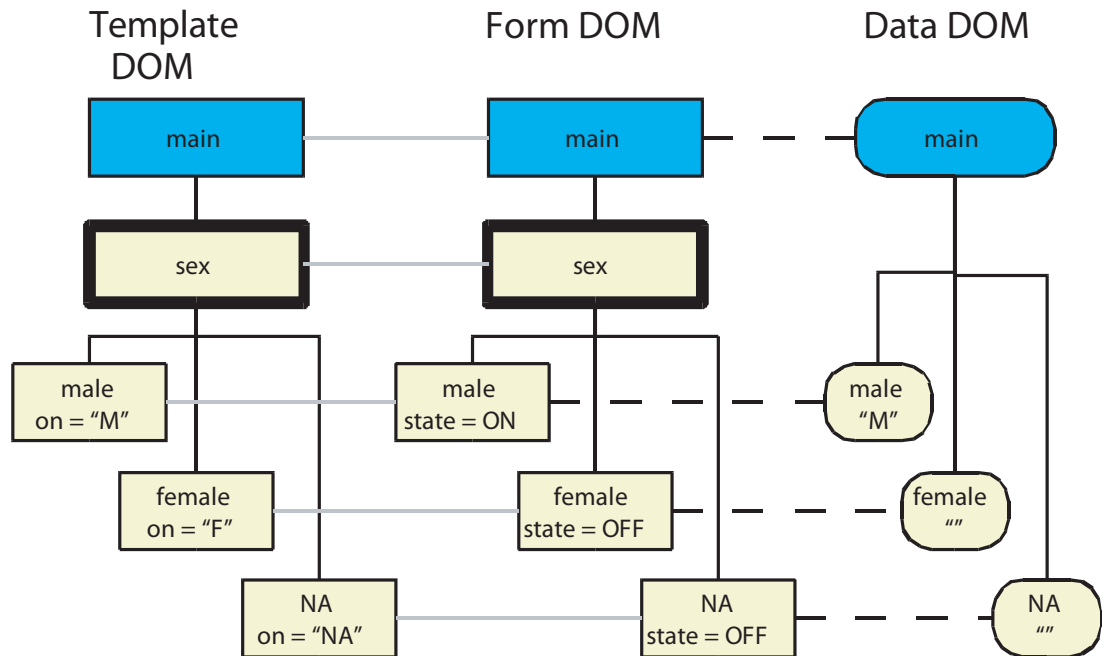 Template
DOM
Form DOM
Data DOM
main
main
main
sex
sex
male
on = “M”
male
state = ON
male
“M”
female
on = “F”
female
state = OFF
female
“”
NA
on = “NA”
NA
state = OFF
NA
“”